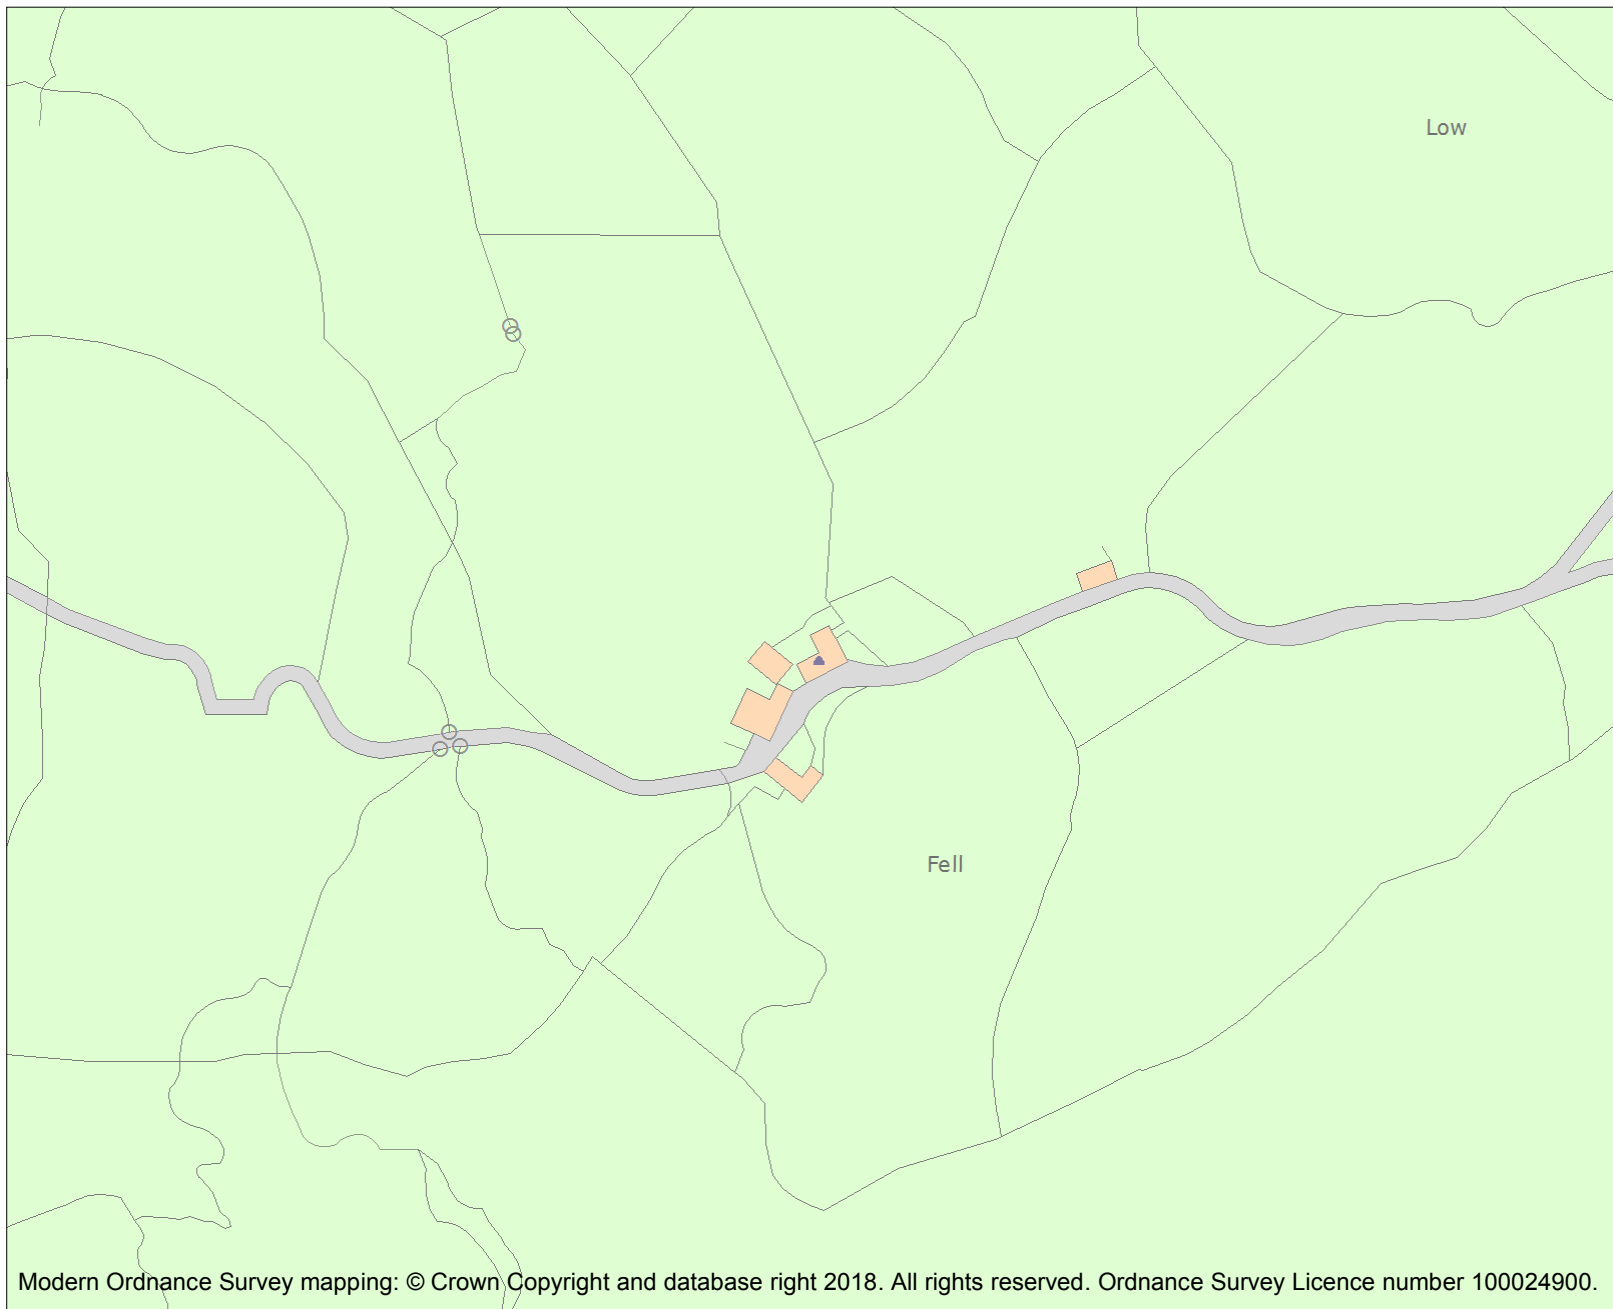 Low
Fell
Modern Ordnance Survey mapping: © Crown Copyright and database right 2018. All rights reserved. Ordnance Survey Licence number 100024900.